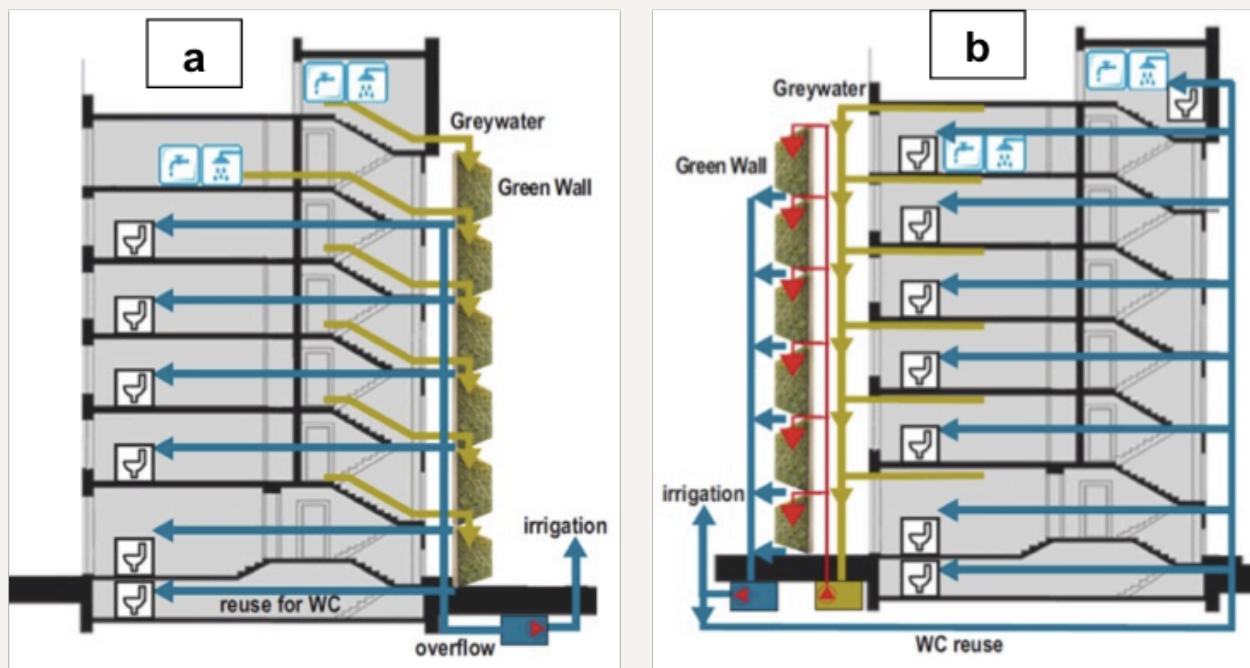 a
Greywater
Green Wall
irrigation
reuse for WC
overflow
b
Greywater
Green Wall
irrigation
WC reuse